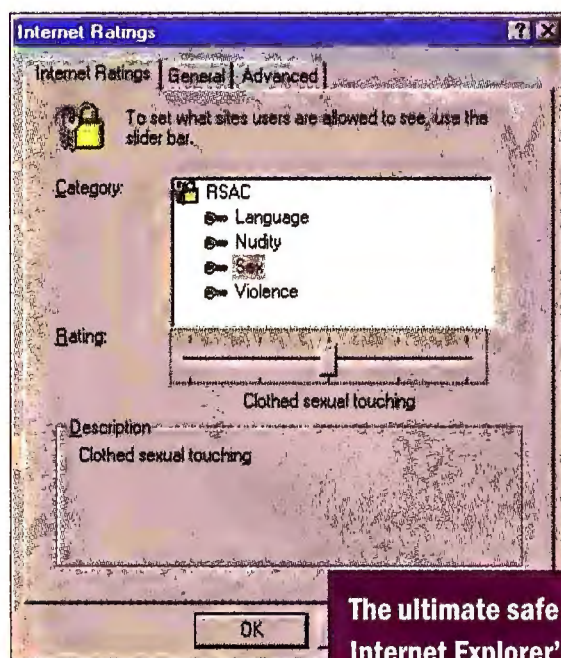 Internet Ratings
Internet Ratings General Advanced
To set what sites users are allowed to see, use the
slider bar.
Category:
RSAC
Language
Nudity
Sex
Violence
Rating:
Clothed sexual touching
Description
Clothed sexual touching
OK
The ultimate safe
Internet Explorer'